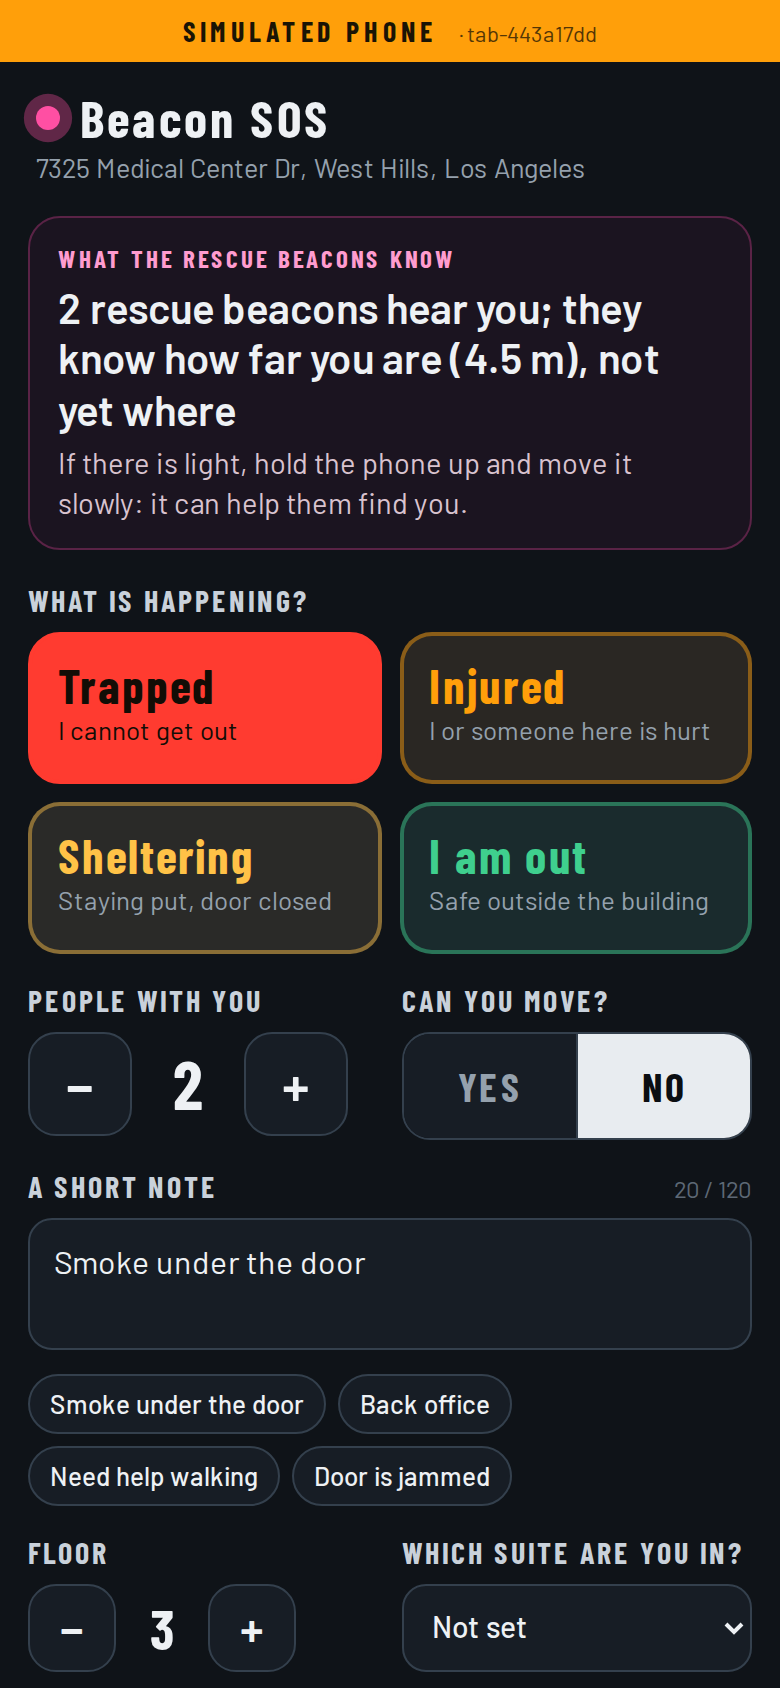 SIMULATED PHONE · tab-443a17dd
Beacon SOS
7325 Medical Center Dr, West Hills, Los Angeles
WHAT THE RESCUE BEACONS KNOW
2 rescue beacons hear you; they
know how far you are (4.5 m), not
yet where
If there is light, hold the phone up and move it
slowly: it can help them find you.
WHAT IS HAPPENING?
Trapped
I cannot get out
Injured
I or someone here is hurt
Sheltering
Staying put, door closed
I am out
Safe outside the building
PEOPLE WITH YOU
− 2 +
CAN YOU MOVE?
YES NO
A SHORT NOTE 20 / 120
Smoke under the door
Smoke under the door Back office
Need help walking Door is jammed
FLOOR
− 3 +
WHICH SUITE ARE YOU IN?
Not set